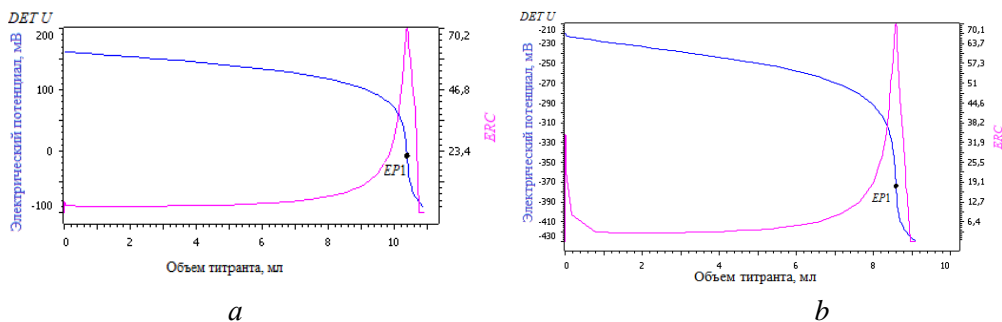 DET U
Электрический потенциал, мВ
200
100
0
-100
70,2
46,8
23,4
ERC
EP1
0 2 4 6 8 10
Объем титранта, мл
a
DET U
Электрический потенциал, мВ
-210
-230
-250
-270
-290
-310
-330
-350
-370
-390
-410
-430
70,1
63,7
57,3
51
44,6
38,2
31,9
25,5
19,1
12,7
6,4
ERC
EP1
0 2 4 6 8 10
Объем титранта, мл
b